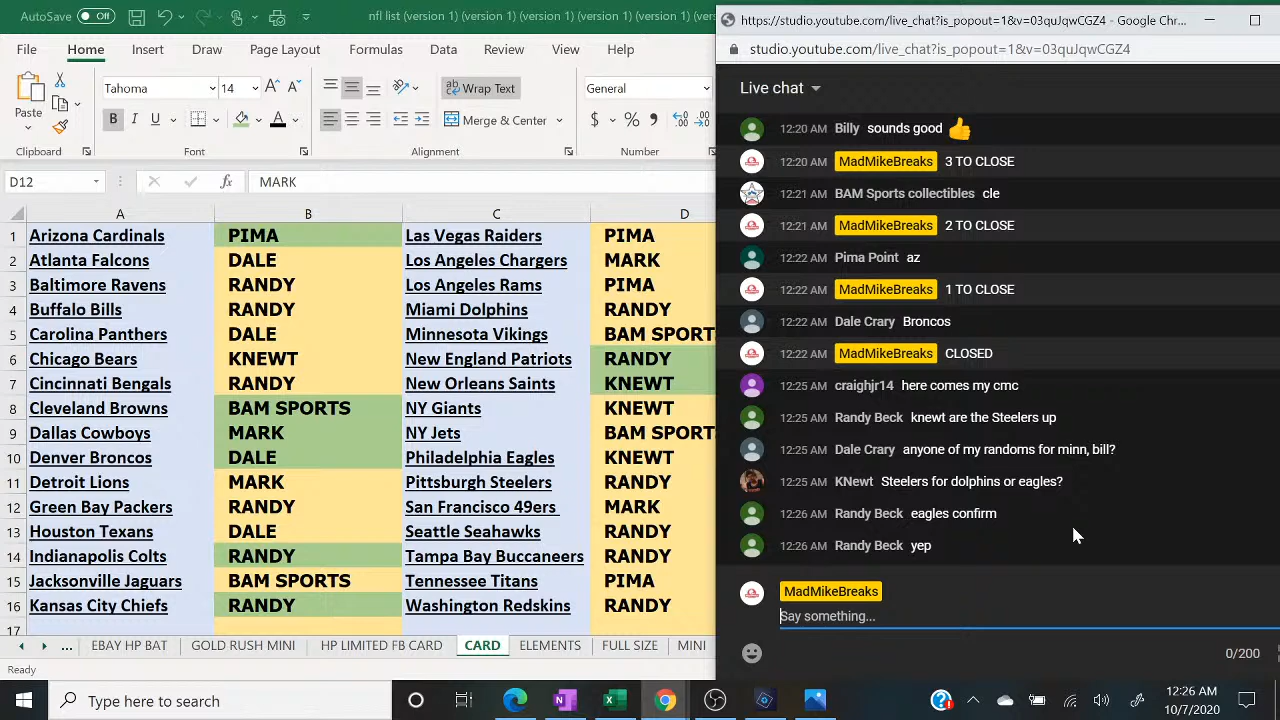 AutoSave Off nfl list (version 1) (version 1) (version 1) (version 1)
File Home Insert Draw Page Layout Formulas Data Review View Help
Paste
Tahoma 14
B I U A
Wrap Text
Merge & Center
General
$ % 9
Clipboard Font Alignment Number
D12 fx MARK
A B C D
1 Arizona Cardinals PIMA Las Vegas Raiders PIMA
2 Atlanta Falcons DALE Los Angeles Chargers MARK
3 Baltimore Ravens RANDY Los Angeles Rams PIMA
4 Buffalo Bills RANDY Miami Dolphins RANDY
5 Carolina Panthers DALE Minnesota Vikings BAM SPORTS
6 Chicago Bears KNEWT New England Patriots RANDY
7 Cincinnati Bengals RANDY New Orleans Saints KNEWT
8 Cleveland Browns BAM SPORTS NY Giants KNEWT
9 Dallas Cowboys MARK NY Jets BAM SPORTS
10 Denver Broncos DALE Philadelphia Eagles KNEWT
11 Detroit Lions MARK Pittsburgh Steelers RANDY
12 Green Bay Packers RANDY San Francisco 49ers MARK
13 Houston Texans DALE Seattle Seahawks RANDY
14 Indianapolis Colts RANDY Tampa Bay Buccaneers RANDY
15 Jacksonville Jaguars BAM SPORTS Tennessee Titans PIMA
16 Kansas City Chiefs RANDY Washington Redskins RANDY
17
... EBAY HP BAT GOLD RUSH MINI HP LIMITED FB CARD CARD ELEMENTS FULL SIZE MINI
Ready
https://studio.youtube.com/live_chat?is_popout=1&v=03quJqwCGZ4 - Google Chr...
studio.youtube.com/live_chat?is_popout=1&v=03quJqwCGZ4
Live chat
12:20 AM Billy sounds good
12:20 AM MadMikeBreaks 3 TO CLOSE
12:21 AM BAM Sports collectibles cle
12:21 AM MadMikeBreaks 2 TO CLOSE
12:22 AM Pima Point az
12:22 AM MadMikeBreaks 1 TO CLOSE
12:22 AM Dale Crary Broncos
12:22 AM MadMikeBreaks CLOSED
12:25 AM craighjr14 here comes my cmc
12:25 AM Randy Beck knewt are the Steelers up
12:25 AM Dale Crary anyone of my randoms for minn, bill?
12:25 AM KNewt Steelers for dolphins or eagles?
12:26 AM Randy Beck eagles confirm
12:26 AM Randy Beck yep
MadMikeBreaks
Say something...
0/200
Type here to search
12:26 AM
10/7/2020